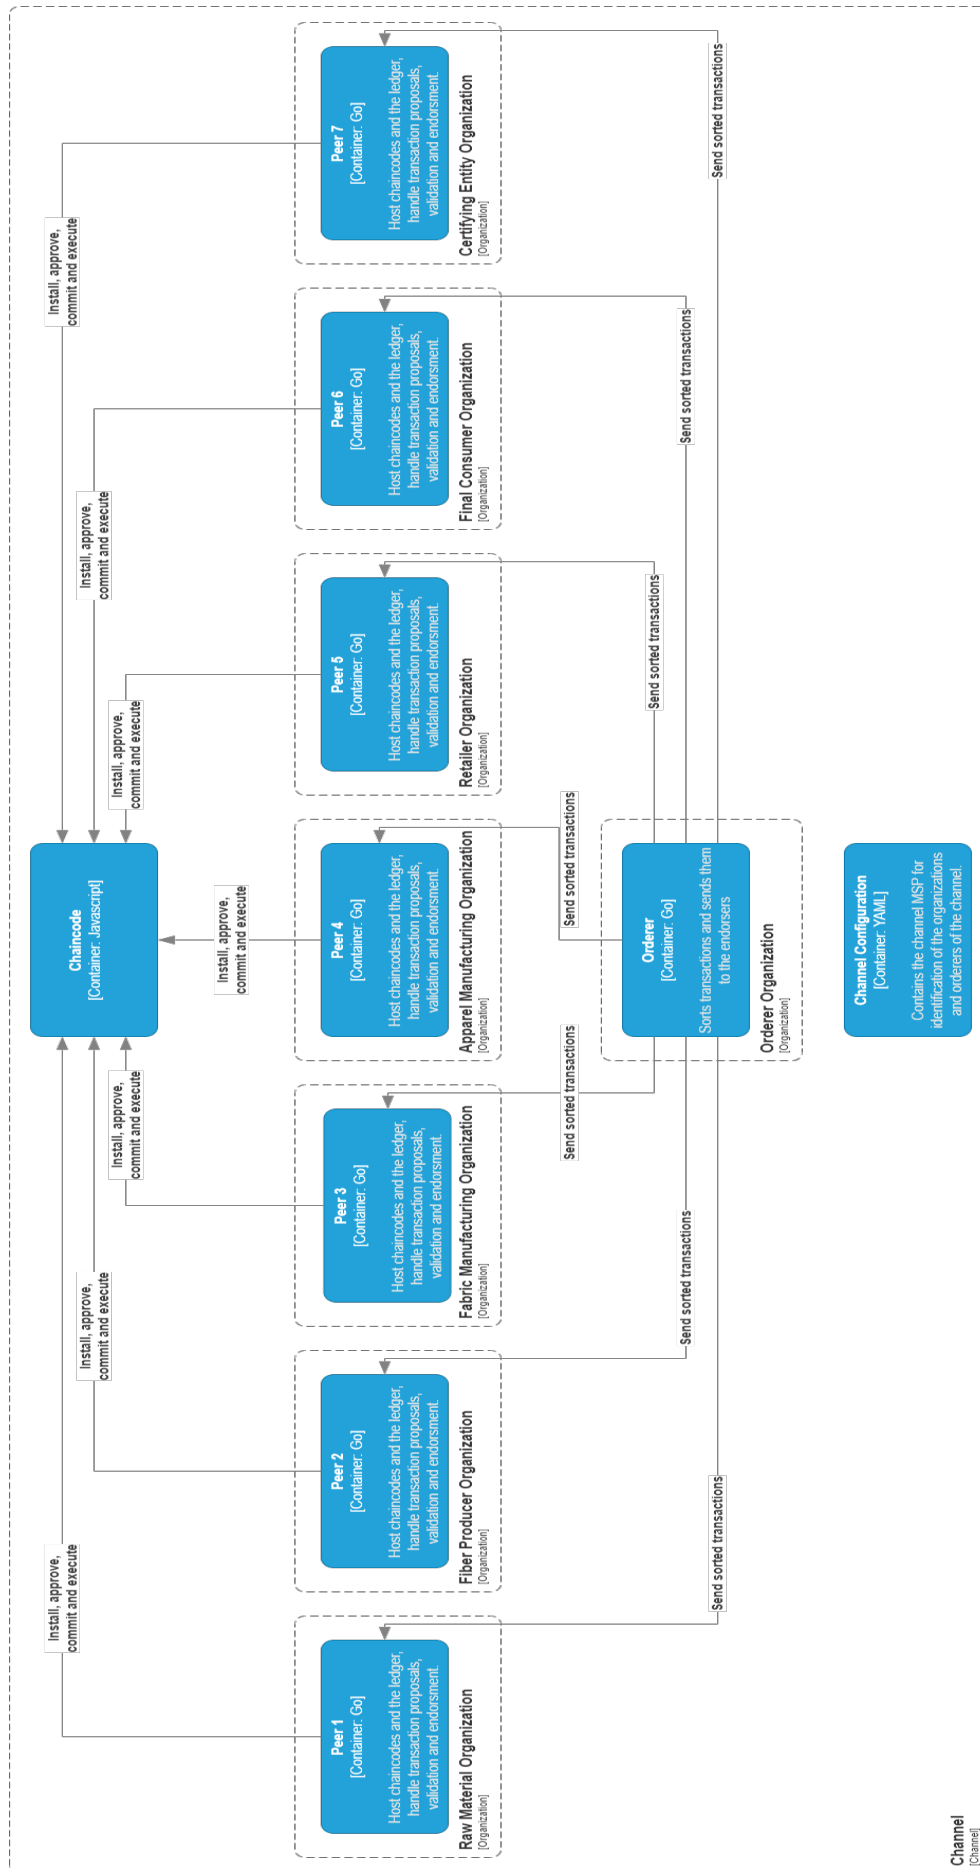 Chaincode
[Container: Javascript]
Install, approve,
commit and execute
Install, approve,
commit and execute
Install, approve,
commit and execute
Install, approve,
commit and execute
Install, approve,
commit and execute
Install, approve,
commit and execute
Install, approve,
commit and execute
Peer 1
[Container: Go]
Host chaincodes and the ledger,
handle transaction proposals,
validation and endorsment.
Raw Material Organization
[Organization]
Peer 2
[Container: Go]
Host chaincodes and the ledger,
handle transaction proposals,
validation and endorsment.
Fiber Producer Organization
[Organization]
Peer 3
[Container: Go]
Host chaincodes and the ledger,
handle transaction proposals,
validation and endorsment.
Fabric Manufacturing Organization
[Organization]
Peer 4
[Container: Go]
Host chaincodes and the ledger,
handle transaction proposals,
validation and endorsment.
Apparel Manufacturing Organization
[Organization]
Peer 5
[Container: Go]
Host chaincodes and the ledger,
handle transaction proposals,
validation and endorsment.
Retailer Organization
[Organization]
Peer 6
[Container: Go]
Host chaincodes and the ledger,
handle transaction proposals,
validation and endorsment.
Final Consumer Organization
[Organization]
Peer 7
[Container: Go]
Host chaincodes and the ledger,
handle transaction proposals,
validation and endorsment.
Certifying Entity Organization
[Organization]
Send sorted transactions
Send sorted transactions
Send sorted transactions
Send sorted transactions
Send sorted transactions
Send sorted transactions
Send sorted transactions
Orderer
[Container: Go]
Sorts transactions and sends them
to the endorsers
Orderer Organization
[Organization]
Channel Configuration
[Container: YAML]
Contains the channel MSP for
identification of the organizations
and orderers of the channel.
Channel
[Channel]